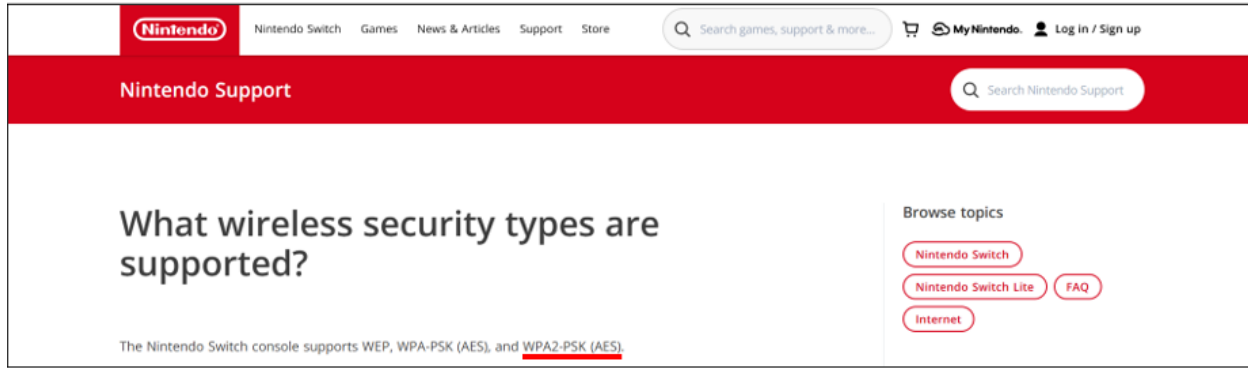 Nintendo Nintendo Switch Games News & Articles Support Store Search games, support & more... My Nintendo. Log in / Sign up
Nintendo Support Search Nintendo Support
What wireless security types are
supported?
The Nintendo Switch console supports WEP, WPA-PSK (AES), and WPA2-PSK (AES).
Browse topics
Nintendo Switch
Nintendo Switch Lite FAQ
Internet